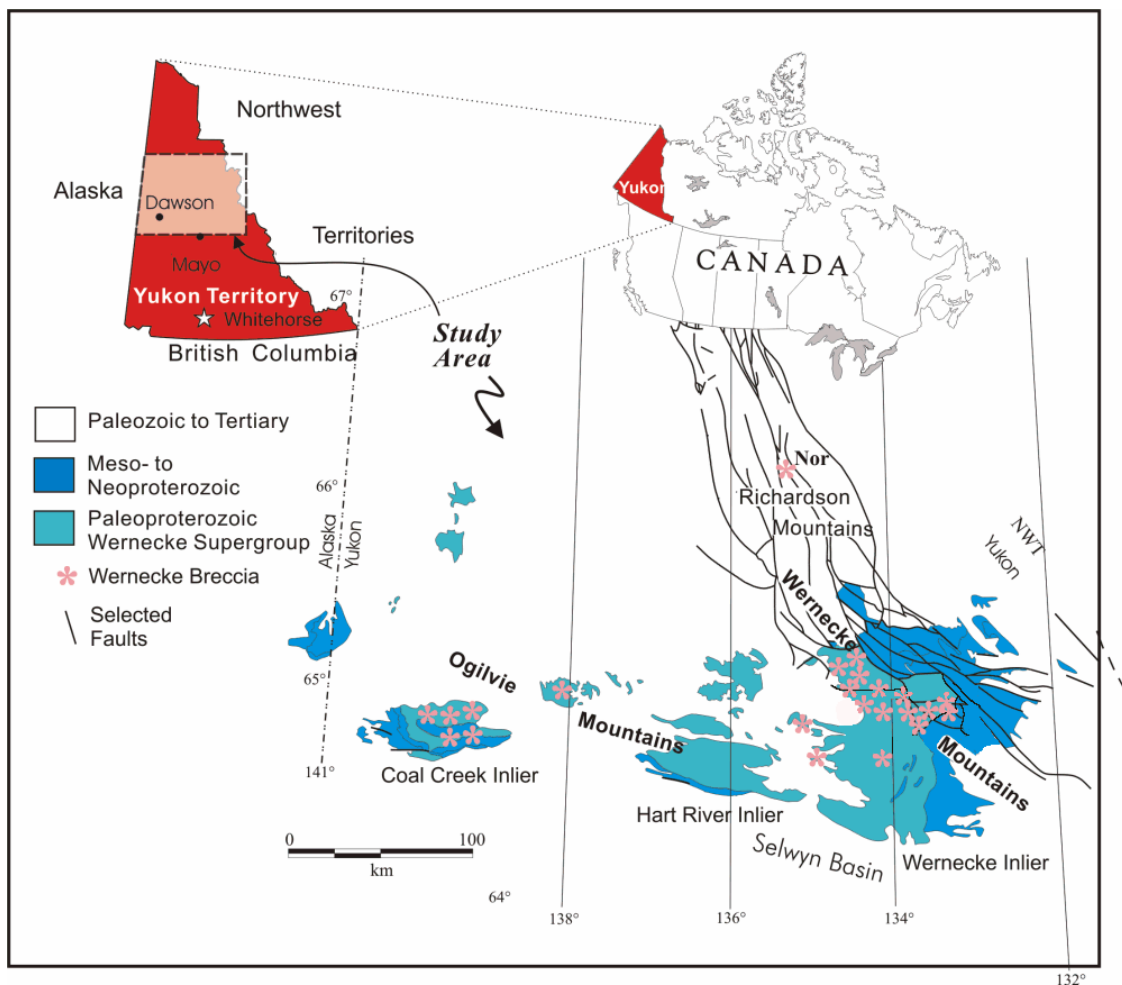 Northwest
Alaska
Dawson
Territories
Mayo
Yukon Territory
Whitehorse
British Columbia
67°
Study
Area
Yukon
CANADA
Paleozoic to Tertiary
Meso- to
Neoproterozoic
Paleoproterozoic
Wernecke Supergroup
Wernecke Breccia
Selected
Faults
66°
Alaska
Yukon
65°
141°
Nor
Richardson
Mountains
NWT
Yukon
Wernecke
Mountains
Ogilvie
Mountains
Coal Creek Inlier
Hart River Inlier
Selwyn Basin
Wernecke Inlier
0 100
km
64°
138°
136°
134°
132°